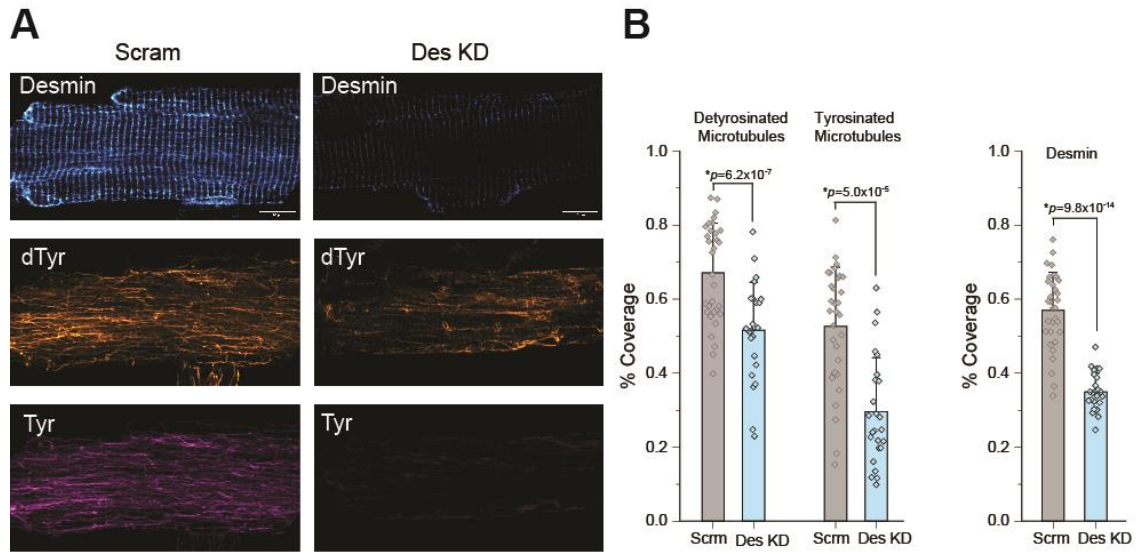 A
Scram
Des KD
Desmin
Desmin
dTyr
dTyr
Tyr
Tyr
B
Detyrosinated
Microtubules
Tyrosinated
Microtubules
Desmin
1.0
0.8
0.6
0.4
0.2
0.0
% Coverage
*p=6.2x10⁻⁷
*p=5.0x10⁻⁵
Scrm
Des KD
Scrm
Des KD
1.0
0.8
0.6
0.4
0.2
0.0
% Coverage
*p=9.8x10⁻¹⁴
Scrm
Des KD